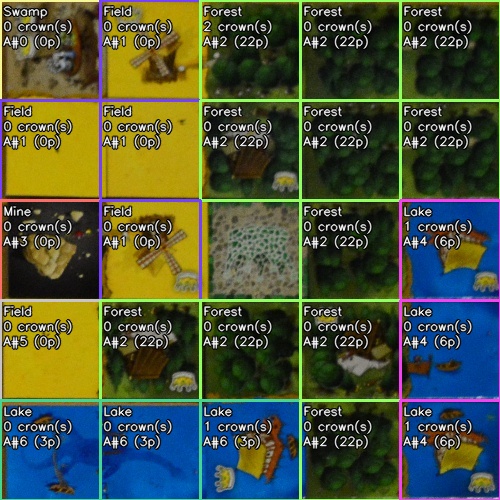 Swamp
0 crown(s)
A#0 (0p)
Field
0 crown(s)
A#1 (0p)
Forest
2 crown(s)
A#2 (22p)
Forest
0 crown(s)
A#2 (22p)
Forest
0 crown(s)
A#2 (22p)
Field
0 crown(s)
A#1 (0p)
Field
0 crown(s)
A#1 (0p)
Forest
0 crown(s)
A#2 (22p)
Forest
0 crown(s)
A#2 (22p)
Forest
0 crown(s)
A#2 (22p)
Mine
0 crown(s)
A#3 (0p)
Field
0 crown(s)
A#1 (0p)
Forest
0 crown(s)
A#2 (22p)
Lake
1 crown(s)
A#4 (6p)
Field
0 crown(s)
A#5 (0p)
Forest
0 crown(s)
A#2 (22p)
Forest
0 crown(s)
A#2 (22p)
Forest
0 crown(s)
A#2 (22p)
Lake
0 crown(s)
A#4 (6p)
Lake
0 crown(s)
A#6 (3p)
Lake
0 crown(s)
A#6 (3p)
Lake
1 crown(s)
A#6 (3p)
Forest
0 crown(s)
A#2 (22p)
Lake
1 crown(s)
A#4 (6p)